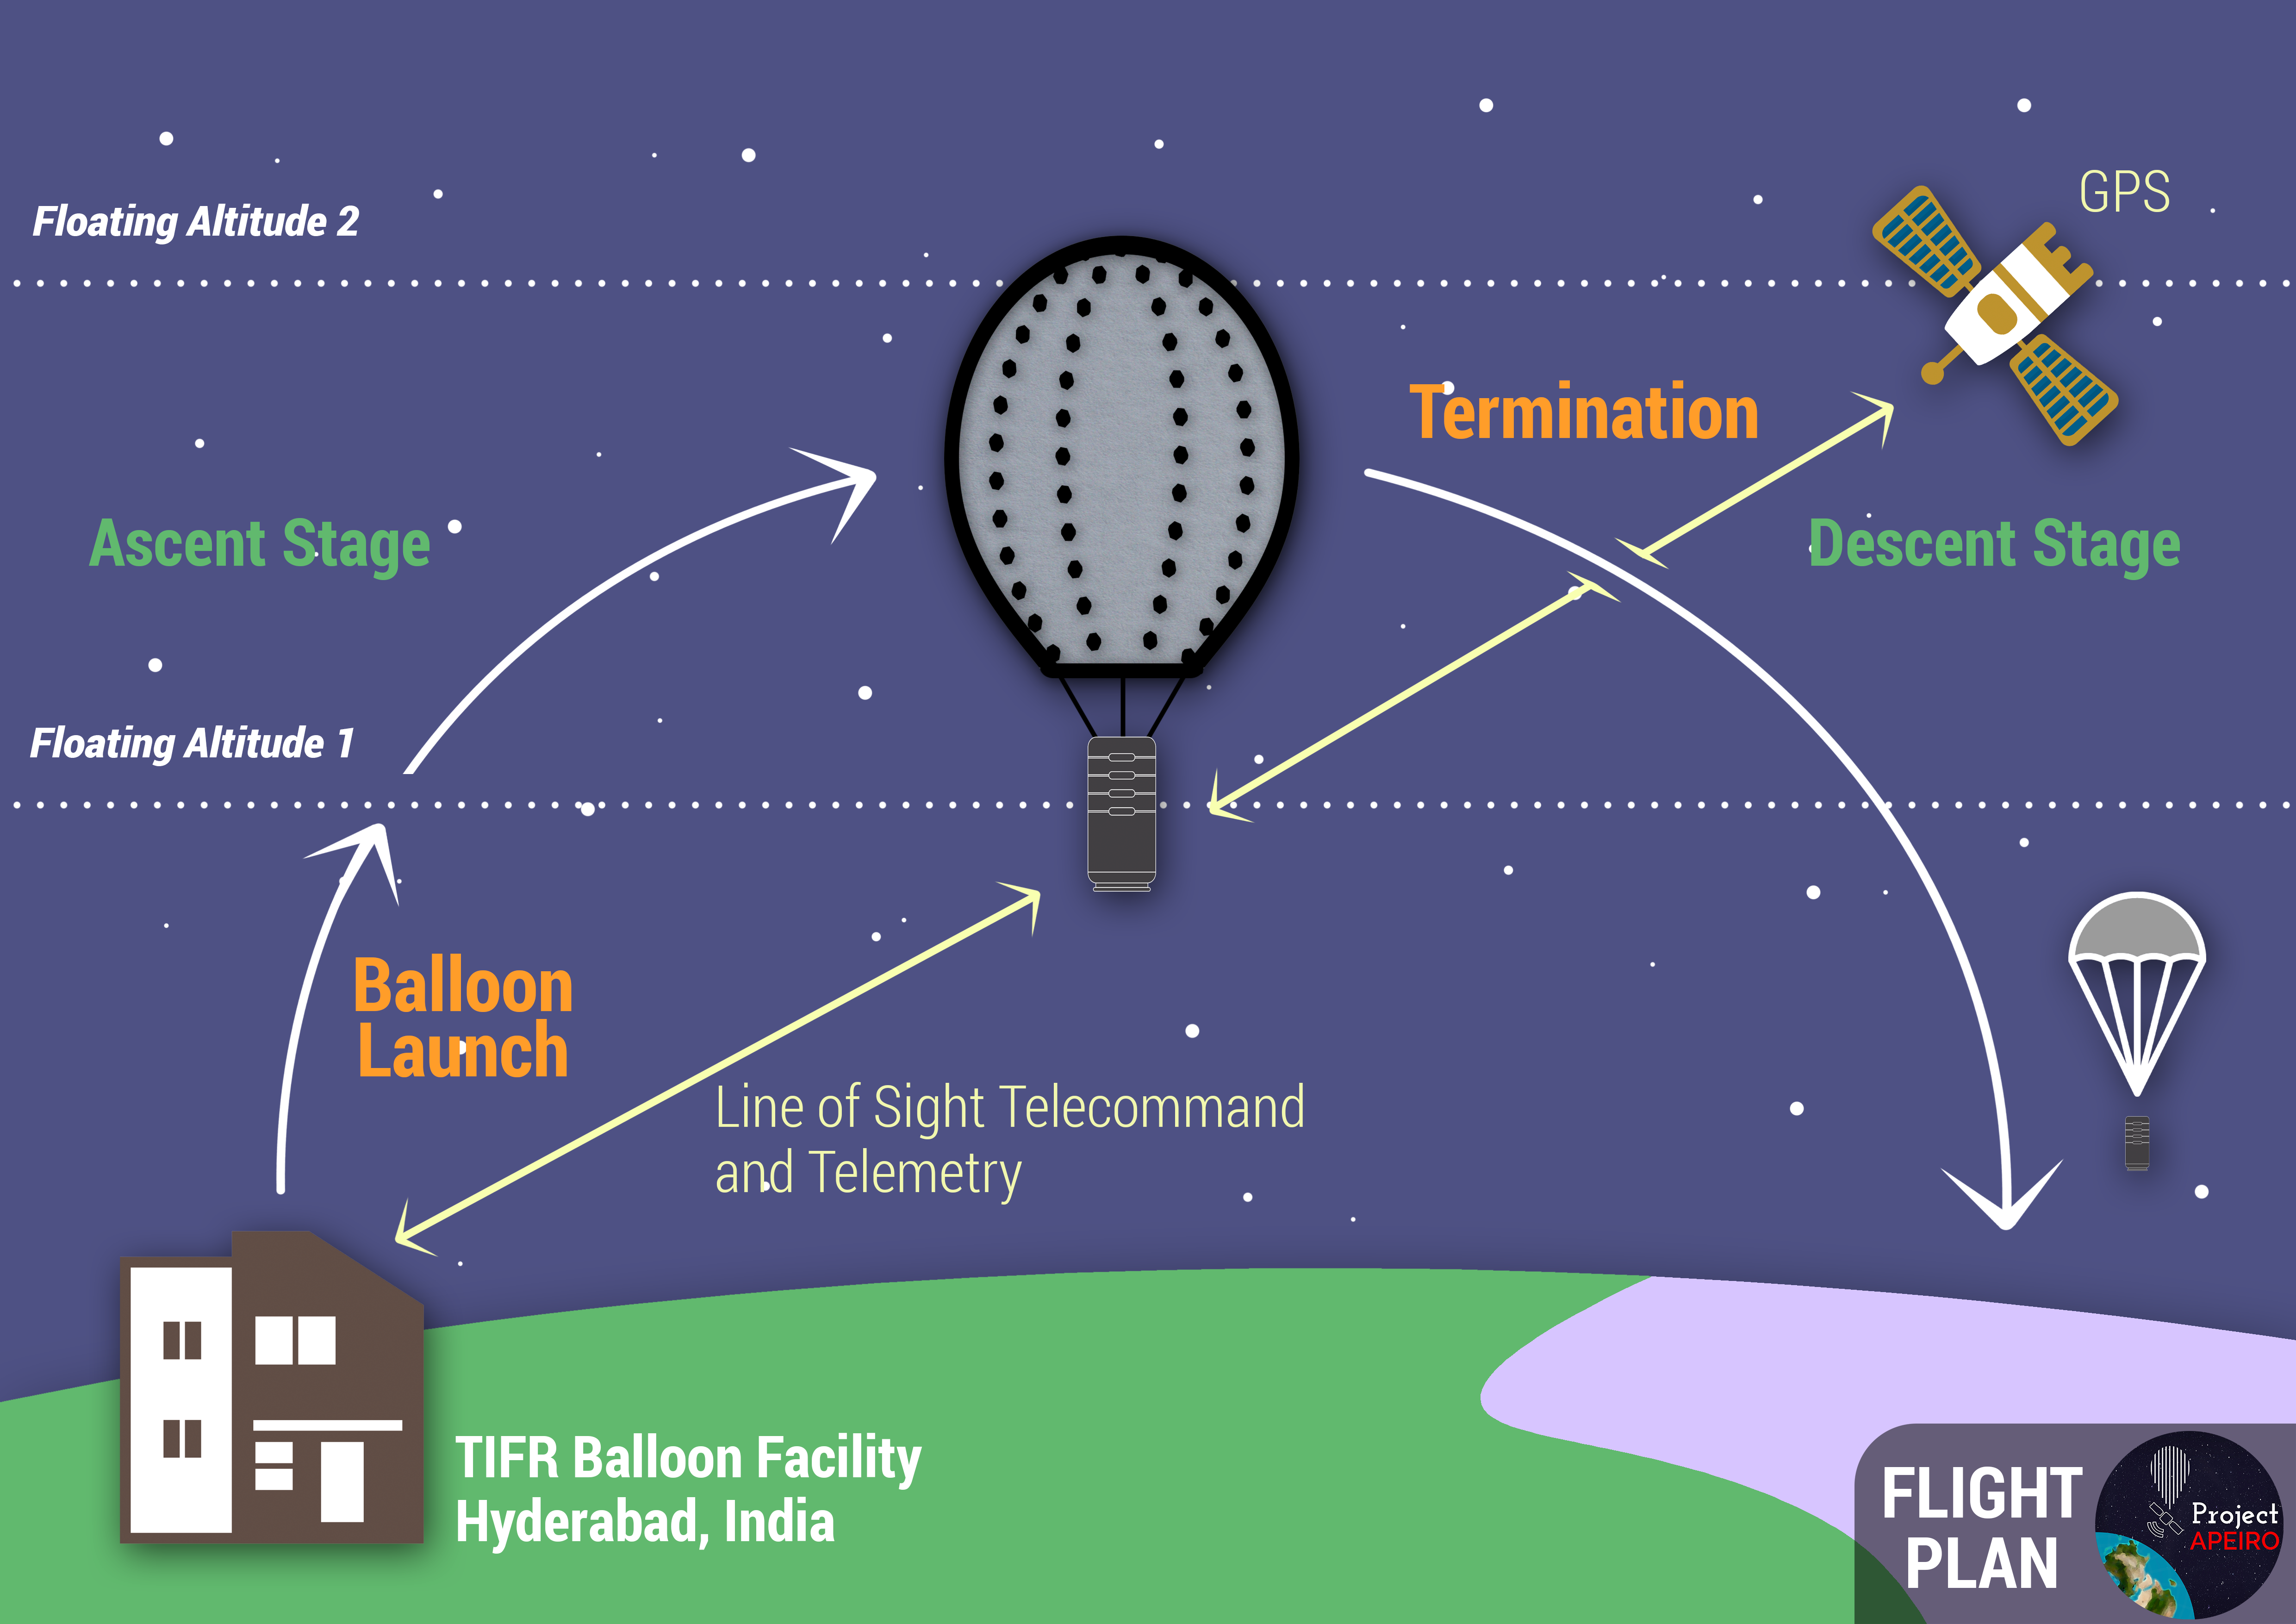 GPS
Floating Altitude 2
Termination
Ascent Stage
Descent Stage
Floating Altitude 1
Balloon
Launch
Line of Sight Telecommand
and Telemetry
TIFR Balloon Facility
Hyderabad, India
FLIGHT
PLAN
Project
APEIRO